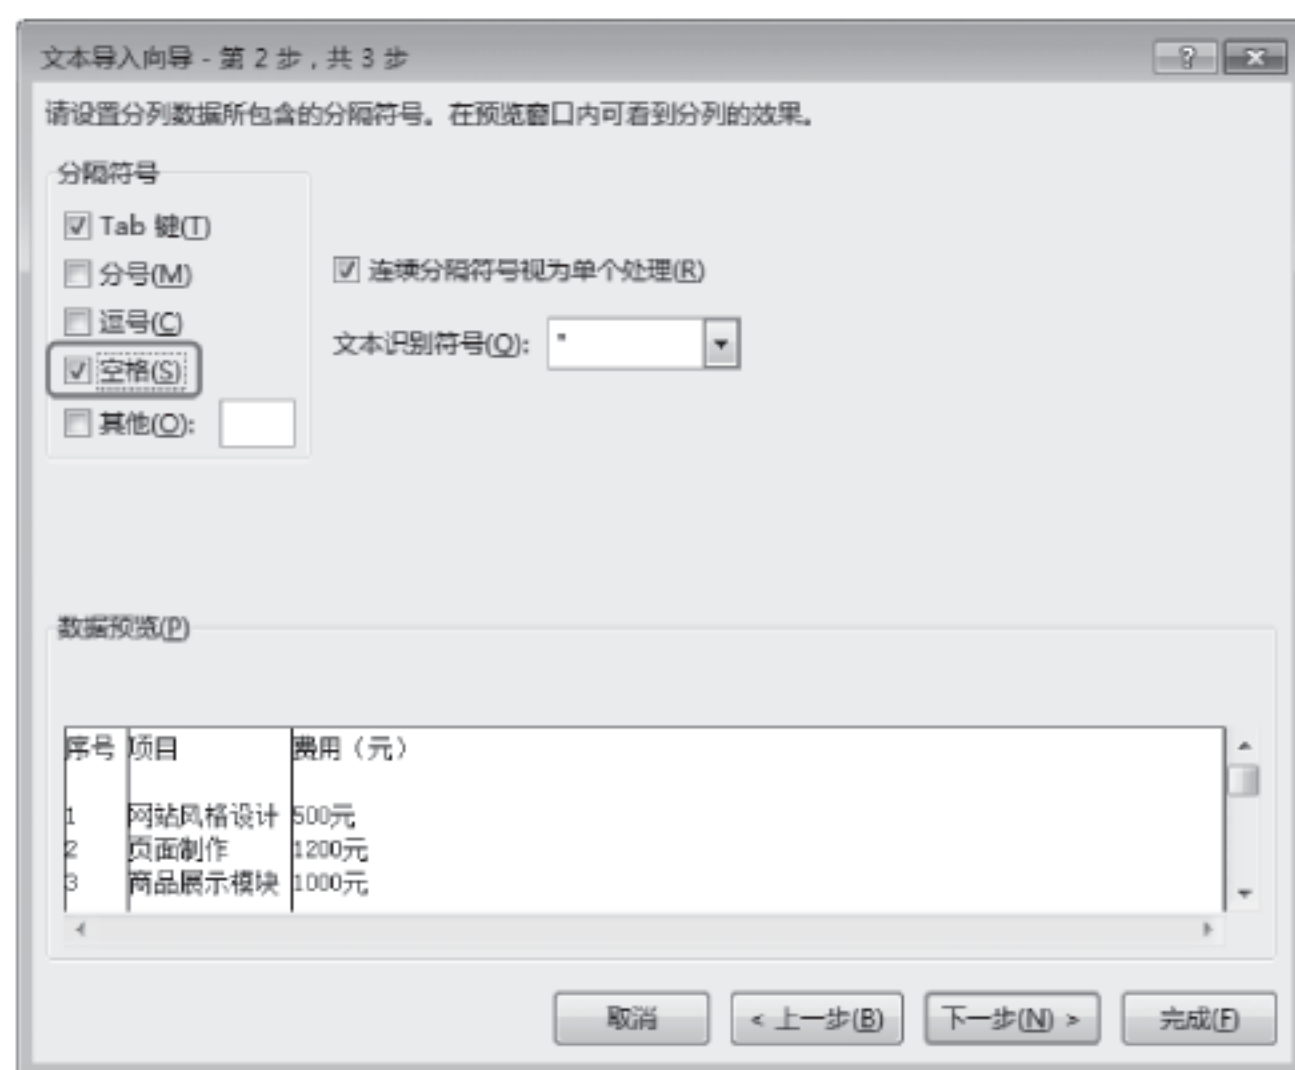 文本导入向导 - 第 2 步，共 3 步
请设置分列数据所包含的分隔符号。在预览窗口内可看到分列的效果。
分隔符号
Tab 键(T)
分号(M)
逗号(C)
空格(S)
其他(O):
连续分隔符号视为单个处理(R)
文本识别符号(Q): "
数据预览(P)
序号 项目 费用（元）
1 网站风格设计 500元
2 页面制作 1200元
3 商品展示模块 1000元
取消 < 上一步(B) 下一步(N) > 完成(F)